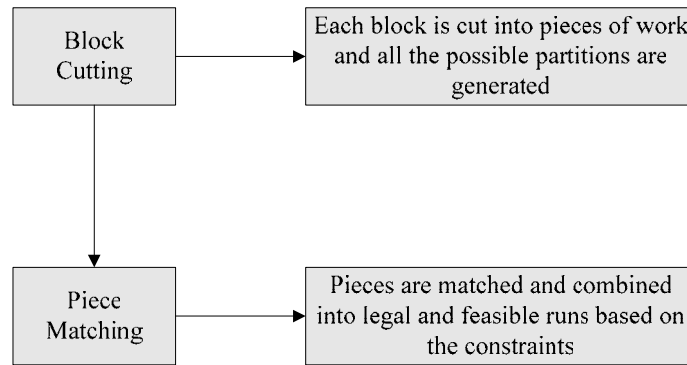 Block
Cutting
Each block is cut into pieces of work
and all the possible partitions are
generated
Piece
Matching
Pieces are matched and combined
into legal and feasible runs based on
the constraints